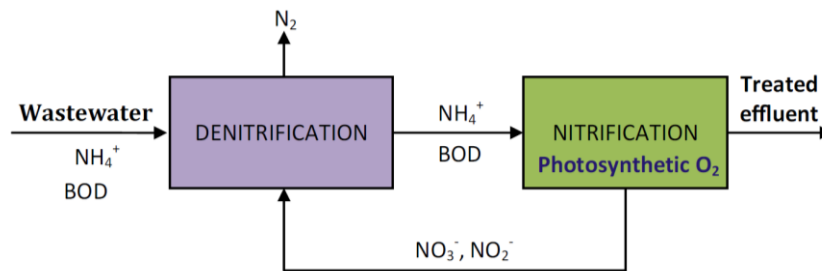 N₂
Wastewater
NH₄⁺
BOD
DENITRIFICATION
NH₄⁺
BOD
NITRIFICATION
Photosynthetic O₂
Treated
effluent
NO₃⁻, NO₂⁻